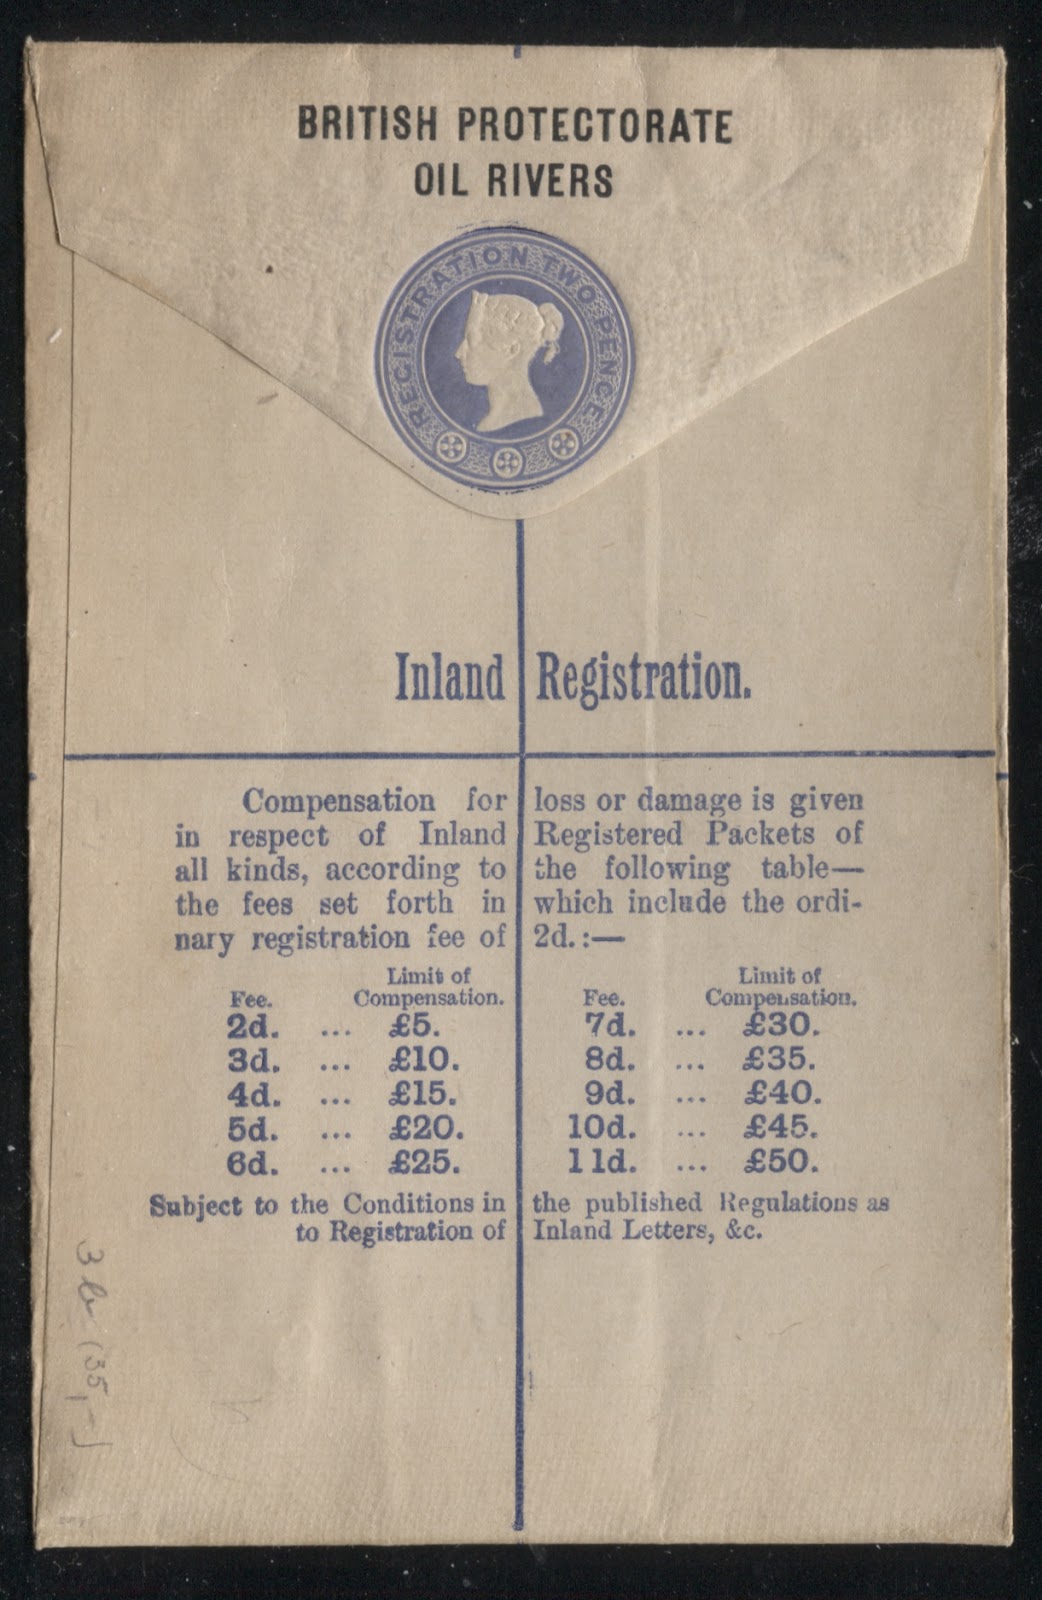 BRITISH PROTECTORATE
OIL RIVERS
REGISTRATION TWO PENCE
Inland Registration.
Compensation for loss or damage is given
in respect of Inland Registered Packets of
all kinds, according to the following table—
the fees set forth in which include the ordi-
nary registration fee of 2d.:—
Fee. Limit of Compensation. Fee. Limit of Compensation.
2d. ... £5. 7d. ... £30.
3d. ... £10. 8d. ... £35.
4d. ... £15. 9d. ... £40.
5d. ... £20. 10d. ... £45.
6d. ... £25. 11d. ... £50.
Subject to the Conditions in the published Regulations as
to Registration of Inland Letters, &c.
3b (35,-)